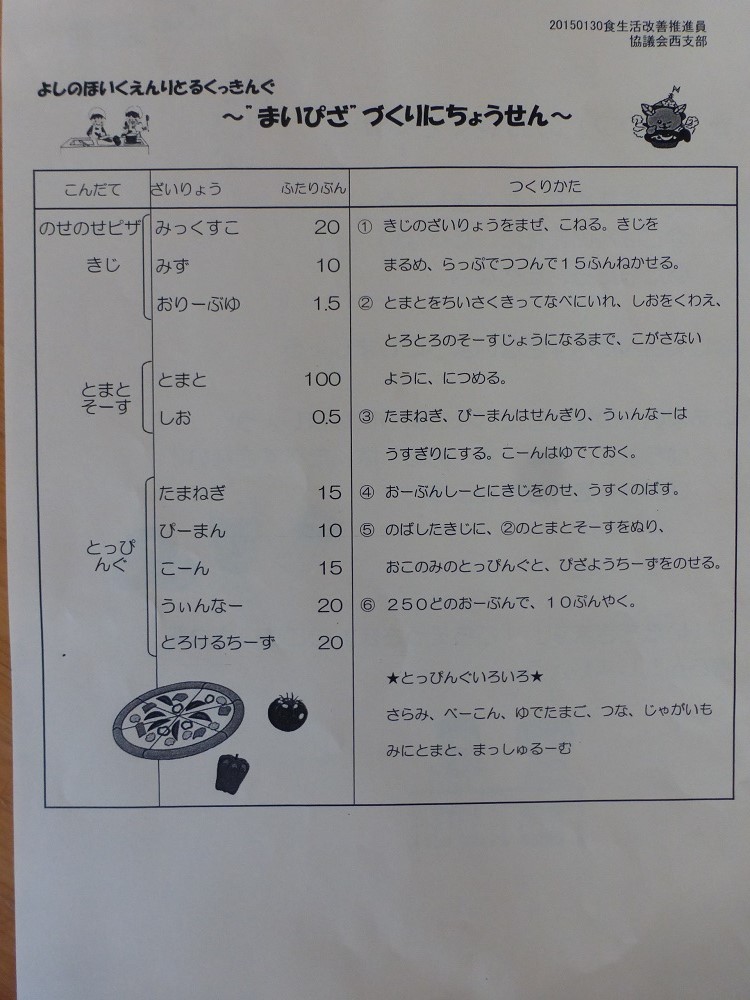 20150130食生活改善推進員
協議会西支部
よしのほいくえんりとるくっきんぐ
～"まいぴざ"づくりにちょうせん～
こんだて ざいりょう ふたりぶん つくりかた
のせのせピザ みっくすこ 20 ① きじのざいりょうをまぜ、こねる。きじを
きじ みず 10 まるめ、らっぷでつつんで１５ふんねかせる。
おりーぶゆ 1.5 ② とまとをちいさくきってなべにいれ、しおをくわえ、
とろとろのそーすじょうになるまで、こがさない
とまと
そーす とまと 100 ように、につめる。
しお 0.5 ③ たまねぎ、ぴーまんはせんぎり、うぃんなーは
うすぎりにする。こーんはゆでておく。
たまねぎ 15 ④ おーぶんしーとにきじをのせ、うすくのばす。
ぴーまん 10 ⑤ のばしたきじに、②のとまとそーすをぬり、
とっぴ
んぐ こーん 15 おこのみのとっぴんぐと、ぴざようちーずをのせる。
うぃんなー 20 ⑥ ２５０どのおーぶんで、１０ぷんやく。
とろけるちーず 20
★とっぴんぐいろいろ★
さらみ、べーこん、ゆでたまご、つな、じゃがいも
みにとまと、まっしゅるーむ